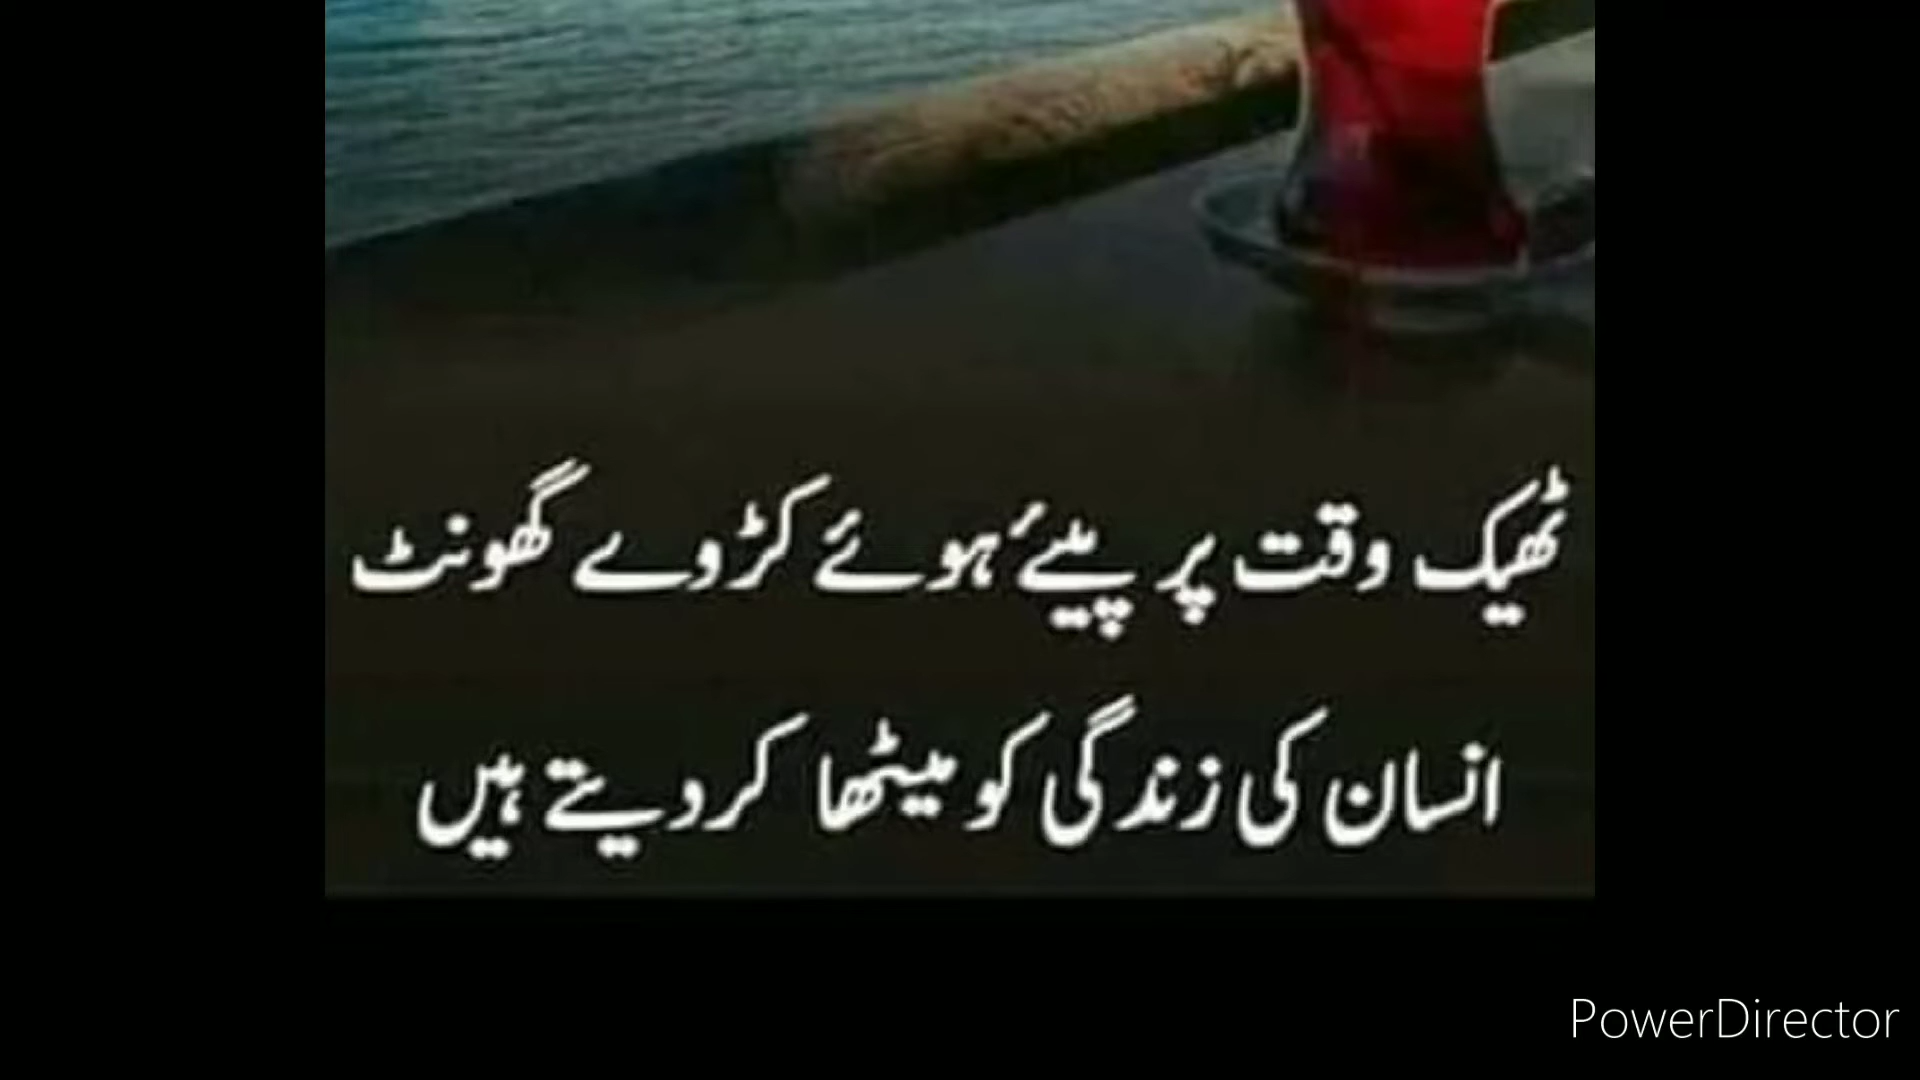 ٹھیک وقت پر پیئے ہوئے کڑوے گھونٹ
انسان کی زندگی کو میٹھا کر دیتے ہیں
PowerDirector